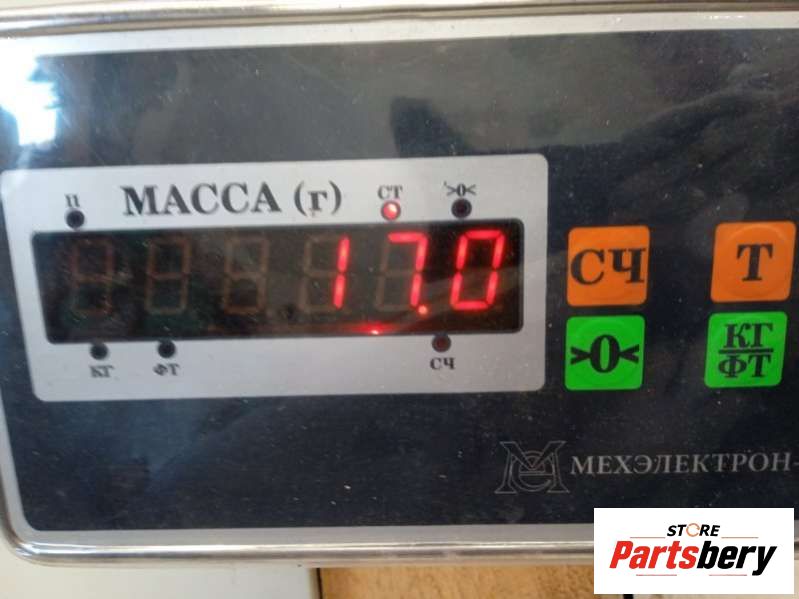 П МАССА (г) СТ >0<
17.0
КГ ФТ СЧ
СЧ Т
>0< КГ/ФТ
МЕХЭЛЕКТРОН-
STORE
Partsbery